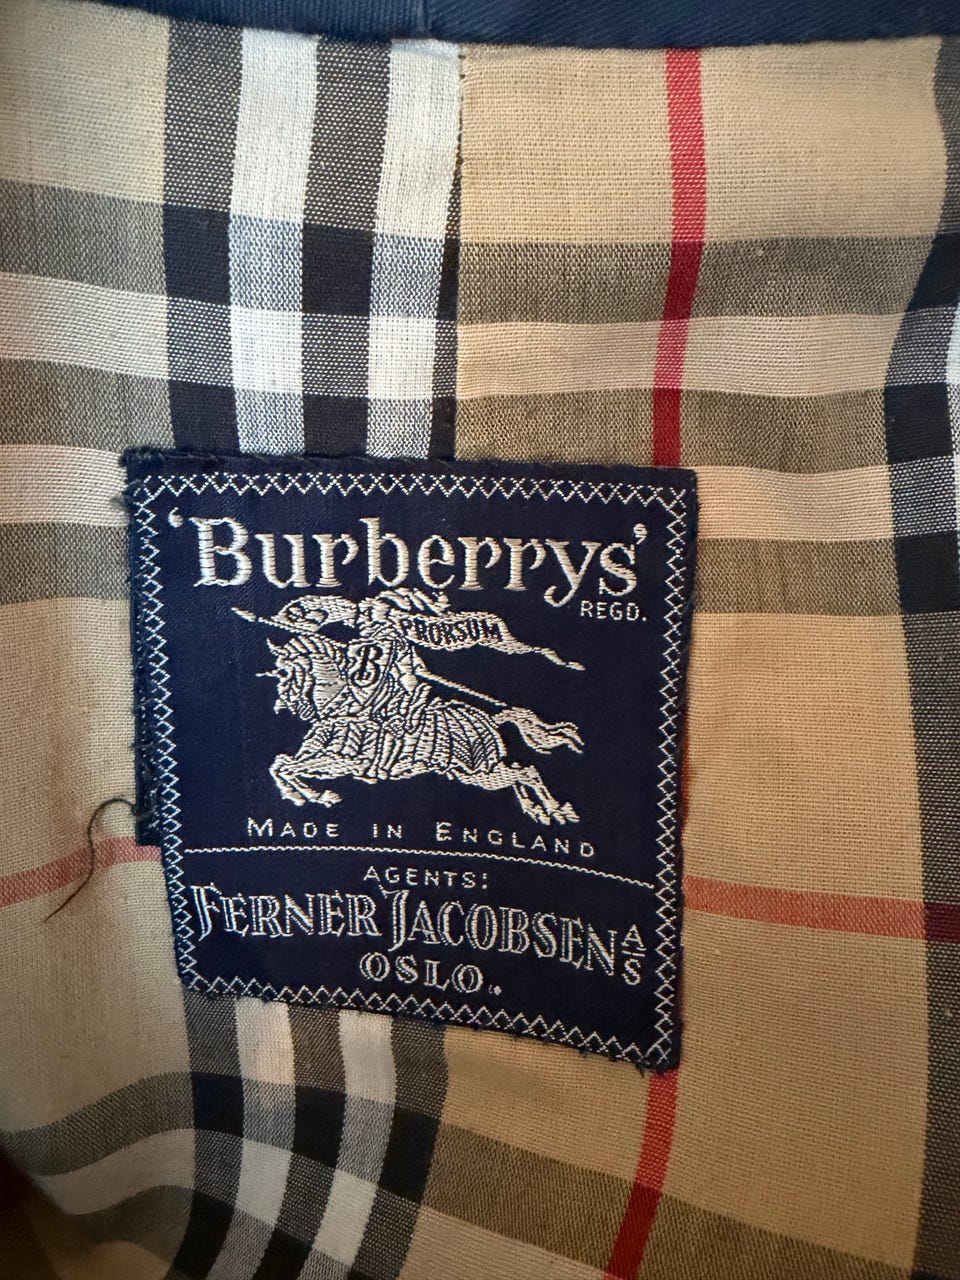 'Burberrys'
REGD.
PRORSUM
B
MADE IN ENGLAND
AGENTS:
FERNER JACOBSEN A/S
OSLO.